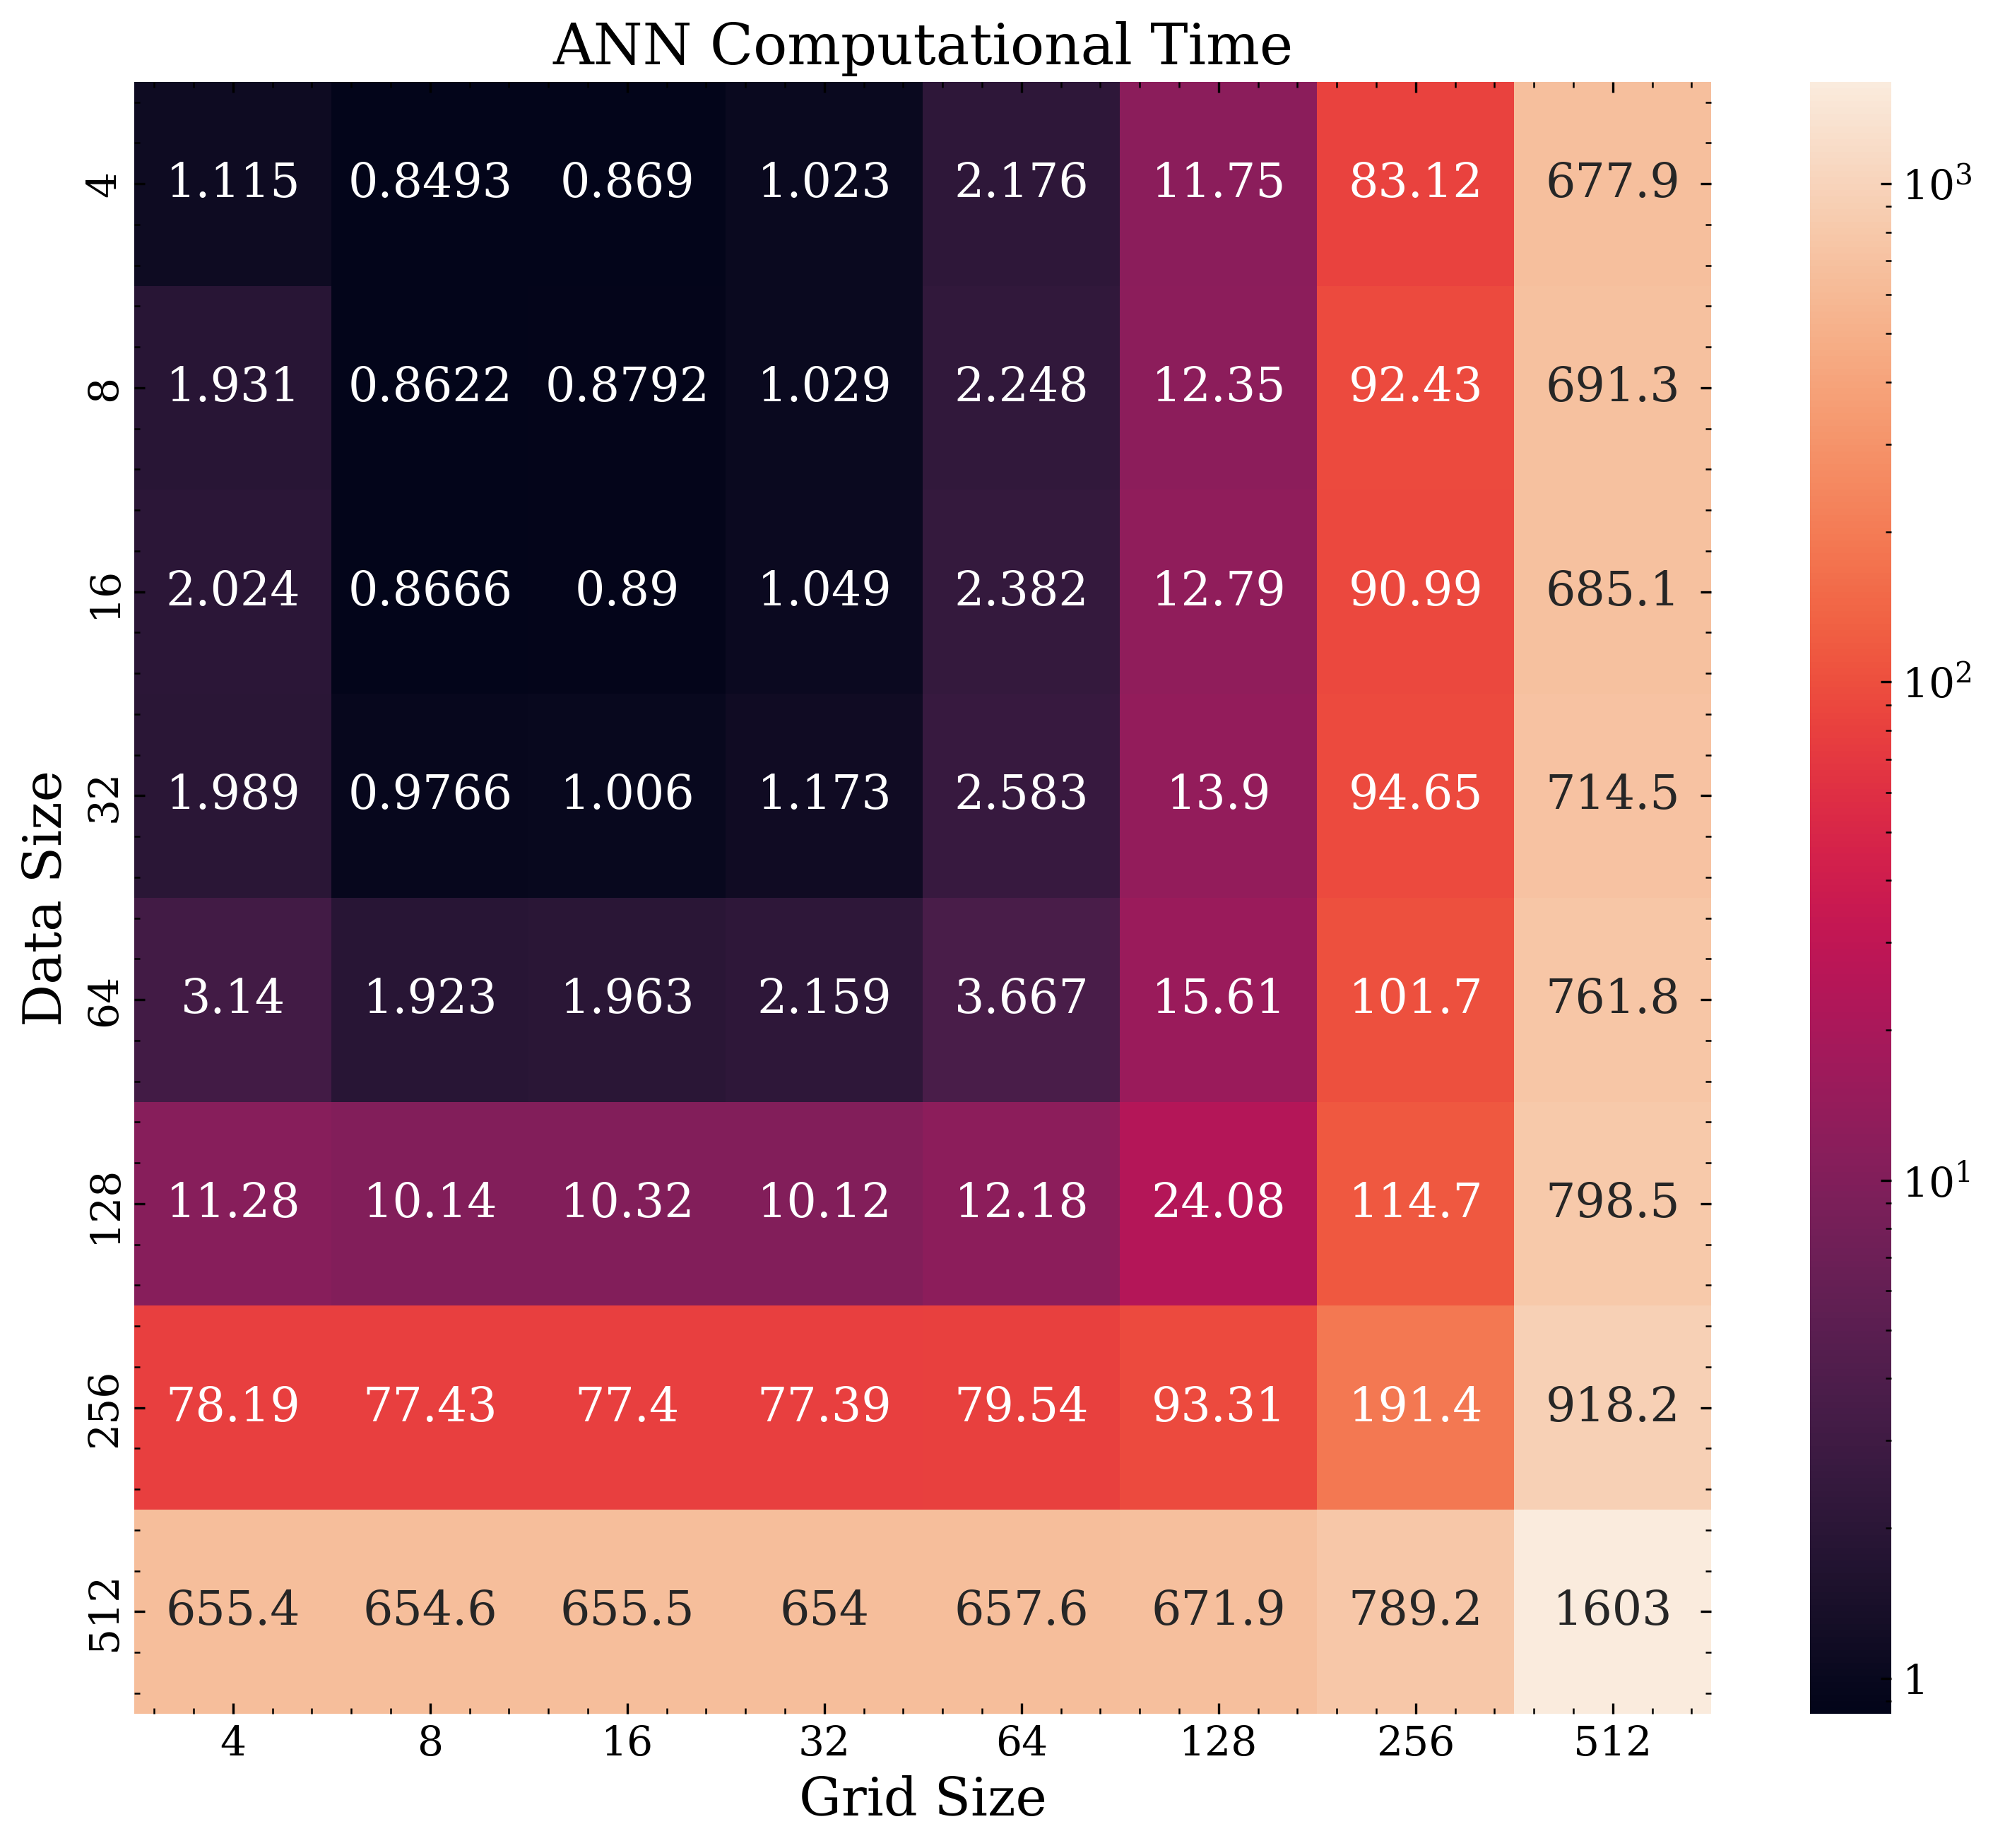 ANN Computational Time
4 1.115 0.8493 0.869 1.023 2.176 11.75 83.12 677.9
8 1.931 0.8622 0.8792 1.029 2.248 12.35 92.43 691.3
16 2.024 0.8666 0.89 1.049 2.382 12.79 90.99 685.1
32 1.989 0.9766 1.006 1.173 2.583 13.9 94.65 714.5
64 3.14 1.923 1.963 2.159 3.667 15.61 101.7 761.8
128 11.28 10.14 10.32 10.12 12.18 24.08 114.7 798.5
256 78.19 77.43 77.4 77.39 79.54 93.31 191.4 918.2
512 655.4 654.6 655.5 654 657.6 671.9 789.2 1603
4 8 16 32 64 128 256 512
Grid Size
Data Size
10³
10²
10¹
1